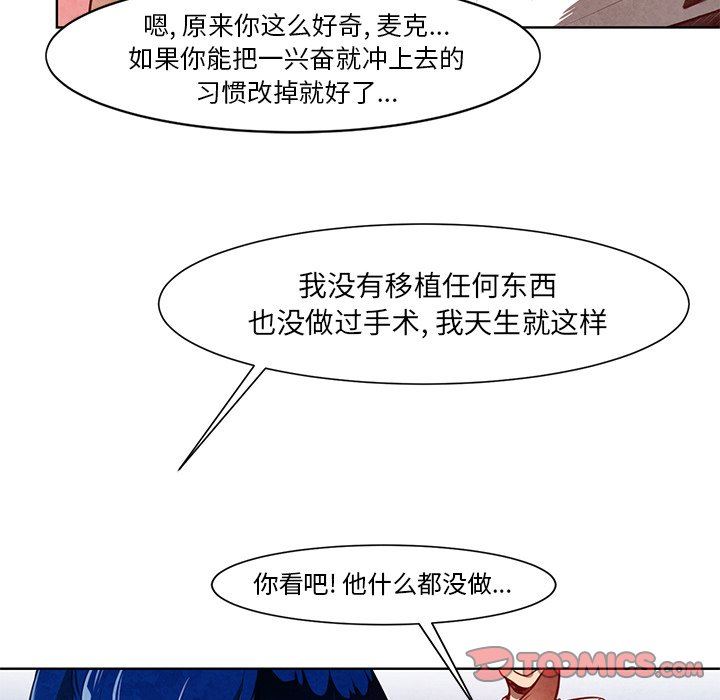 嗯, 原来你这么好奇, 麦克...
如果你能把一兴奋就冲上去的
习惯改掉就好了...
我没有移植任何东西
也没做过手术, 我天生就这样
你看吧! 他什么都没做...
TOOMICS.COM